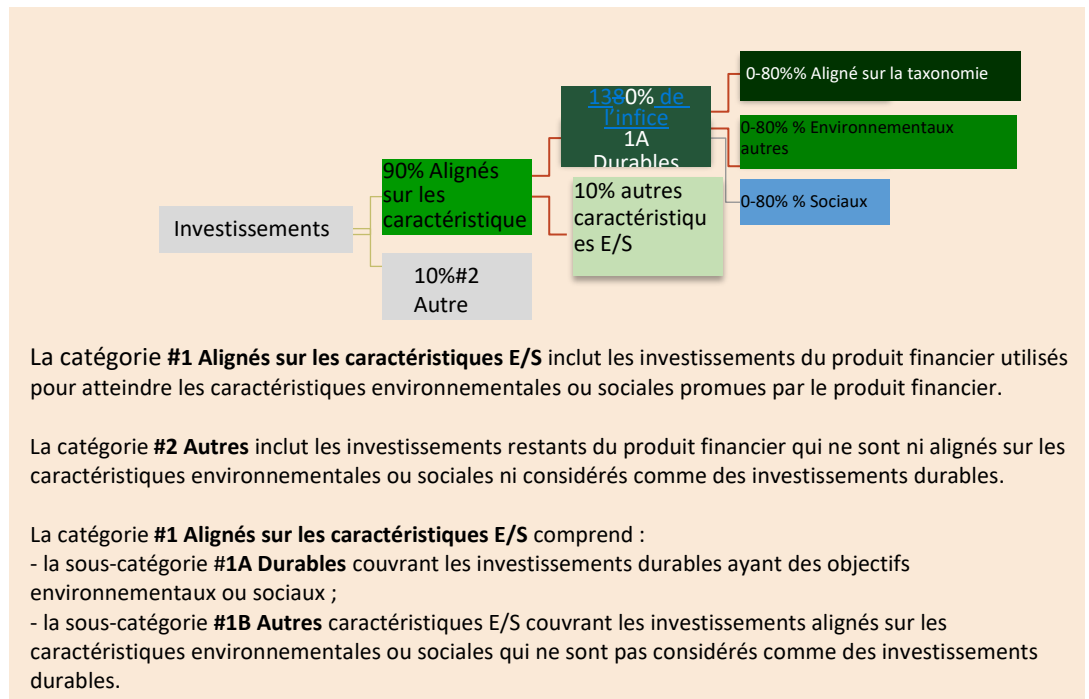 0-80%% Aligné sur la taxonomie
1380% de
l'infice
1A
Durables
0-80% % Environnementaux
autres
90% Alignés
sur les
caractéristique
10% autres
caractéristiqu
es E/S
0-80% % Sociaux
Investissements
10%#2
Autre
La catégorie #1 Alignés sur les caractéristiques E/S inclut les investissements du produit financier utilisés
pour atteindre les caractéristiques environnementales ou sociales promues par le produit financier.
La catégorie #2 Autres inclut les investissements restants du produit financier qui ne sont ni alignés sur les
caractéristiques environnementales ou sociales ni considérés comme des investissements durables.
La catégorie #1 Alignés sur les caractéristiques E/S comprend :
- la sous-catégorie #1A Durables couvrant les investissements durables ayant des objectifs
environnementaux ou sociaux ;
- la sous-catégorie #1B Autres caractéristiques E/S couvrant les investissements alignés sur les
caractéristiques environnementales ou sociales qui ne sont pas considérés comme des investissements
durables.